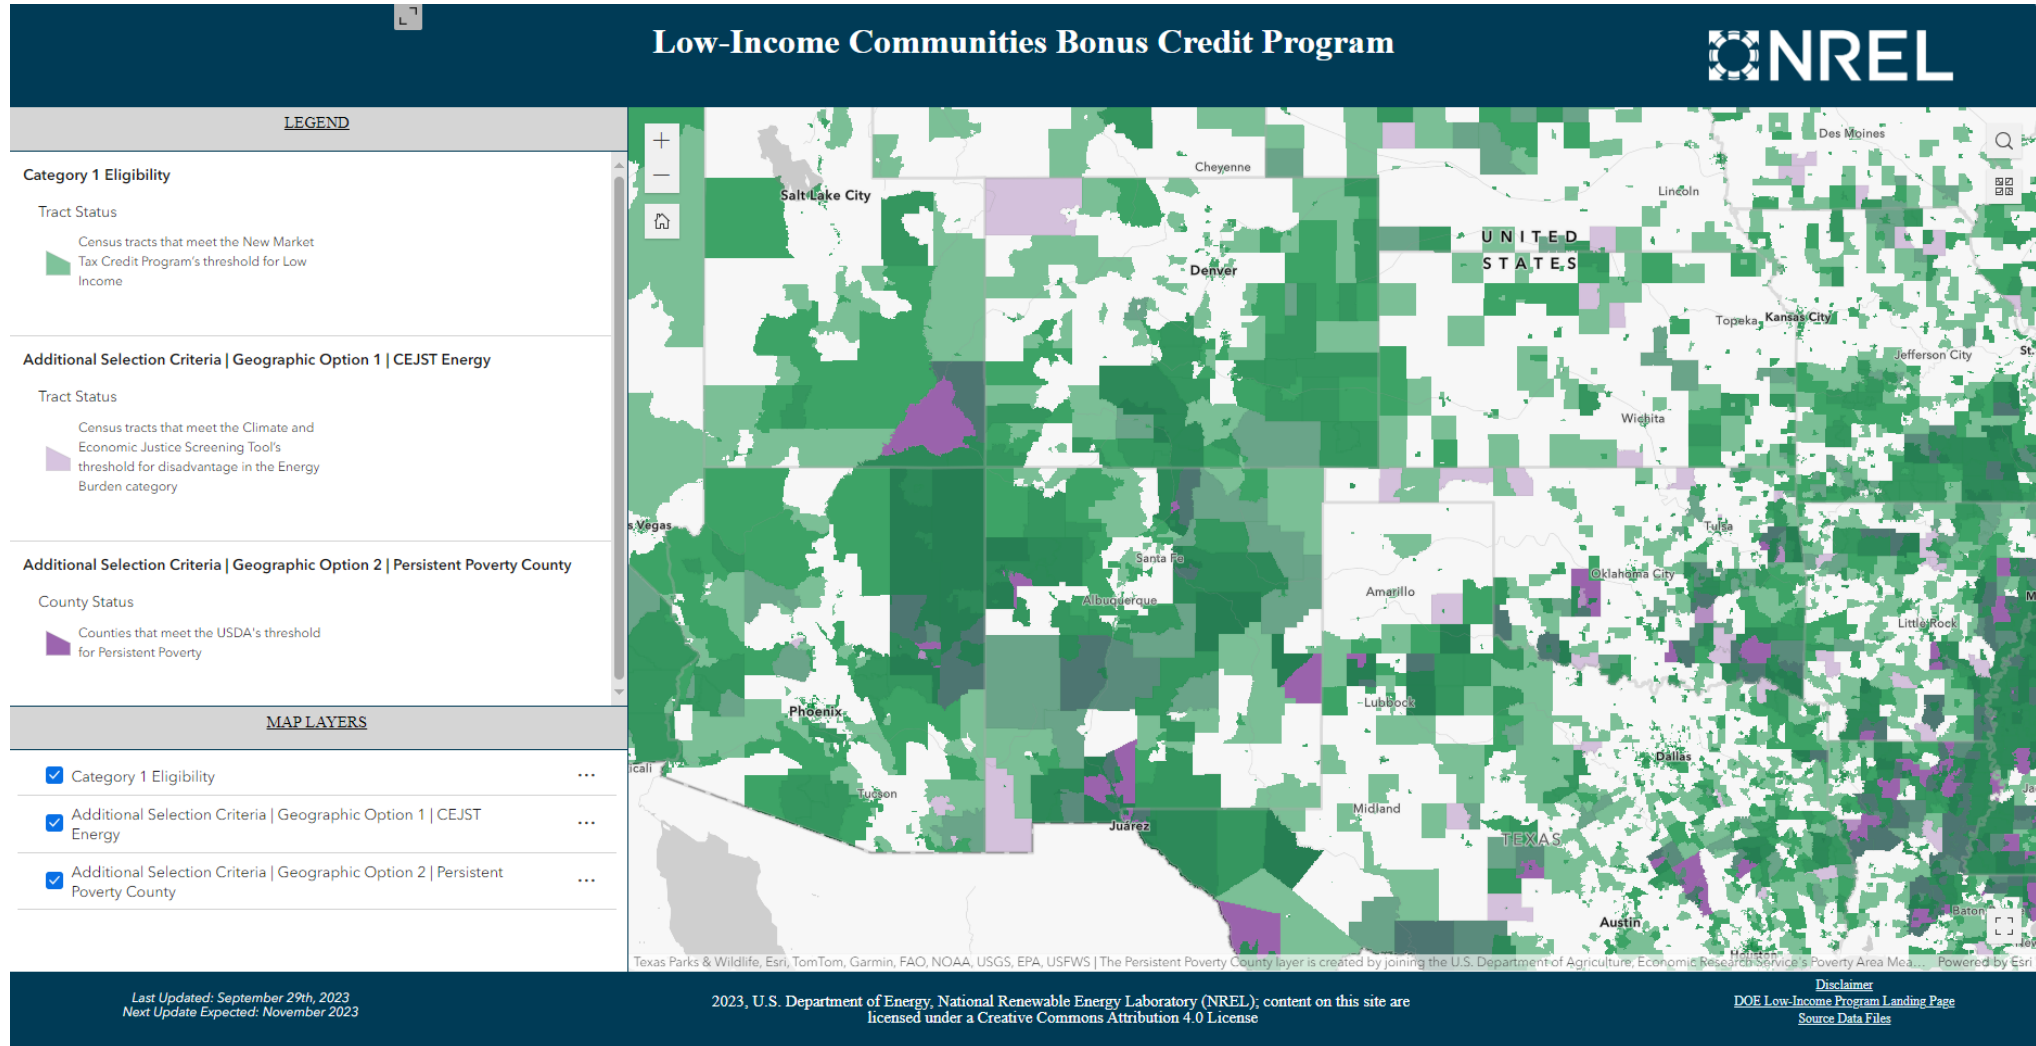 Low-Income Communities Bonus Credit Program
NREL
LEGEND
Category 1 Eligibility
Tract Status
Census tracts that meet the New Market
Tax Credit Program's threshold for Low
Income
Additional Selection Criteria | Geographic Option 1 | CEJST Energy
Tract Status
Census tracts that meet the Climate and
Economic Justice Screening Tool's
threshold for disadvantage in the Energy
Burden category
Additional Selection Criteria | Geographic Option 2 | Persistent Poverty County
County Status
Counties that meet the USDA's threshold
for Persistent Poverty
MAP LAYERS
Category 1 Eligibility
Additional Selection Criteria | Geographic Option 1 | CEJST
Energy
Additional Selection Criteria | Geographic Option 2 | Persistent
Poverty County
Des Moines
Cheyenne
Lincoln
Salt Lake City
UNITED
STATES
Denver
Topeka
Kansas City
Jefferson City
St.
Wichita
s Vegas
Tulsa
Santa Fe
Oklahoma City
Amarillo
Albuquerque
M
Little Rock
Phoenix
Lubbock
Dallas
icali
Tucson
Ja
Midland
Juárez
TEXAS
Baton
Austin
Houston
Texas Parks & Wildlife, Esri, TomTom, Garmin, FAO, NOAA, USGS, EPA, USFWS | The Persistent Poverty County layer is created by joining the U.S. Department of Agriculture, Economic Research Service's Poverty Area Mea... Powered by Esri
Last Updated: September 29th, 2023
Next Update Expected: November 2023
2023, U.S. Department of Energy, National Renewable Energy Laboratory (NREL); content on this site are
licensed under a Creative Commons Attribution 4.0 License
Disclaimer
DOE Low-Income Program Landing Page
Source Data Files